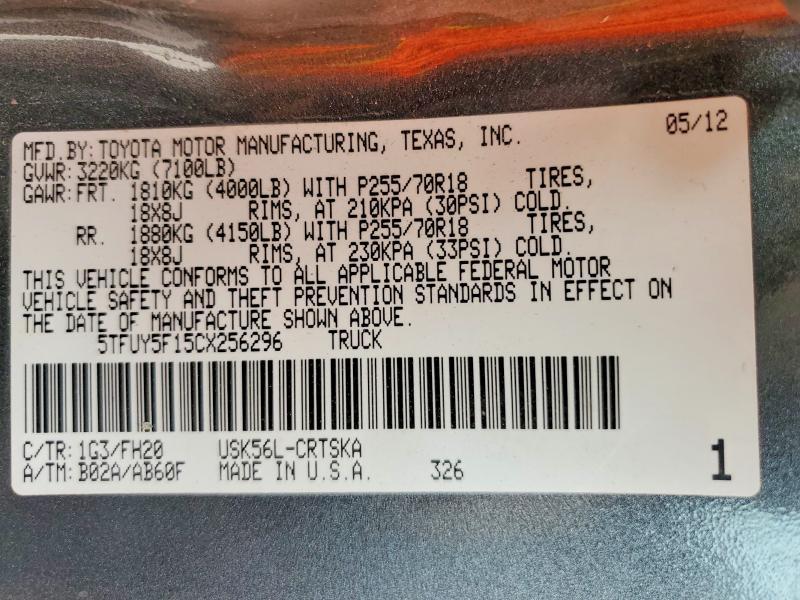 MFD.BY: TOYOTA MOTOR MANUFACTURING, TEXAS, INC. 05/12
GVWR: 3220KG (7100LB)
GAWR: FRT. 1810KG (4000LB) WITH P255/70R18 TIRES,
18X8J RIMS, AT 210KPA (30PSI) COLD.
RR. 1880KG (4150LB) WITH P255/70R18 TIRES,
18X8J RIMS, AT 230KPA (33PSI) COLD.
THIS VEHICLE CONFORMS TO ALL APPLICABLE FEDERAL MOTOR
VEHICLE SAFETY AND THEFT PREVENTION STANDARDS IN EFFECT ON
THE DATE OF MANUFACTURE SHOWN ABOVE.
5TFUY5F15CX256296 TRUCK
C/TR: 1G3/FH20 USK56L-CRTSKA
A/TM: B02A/AB60F MADE IN U.S.A. 326 1